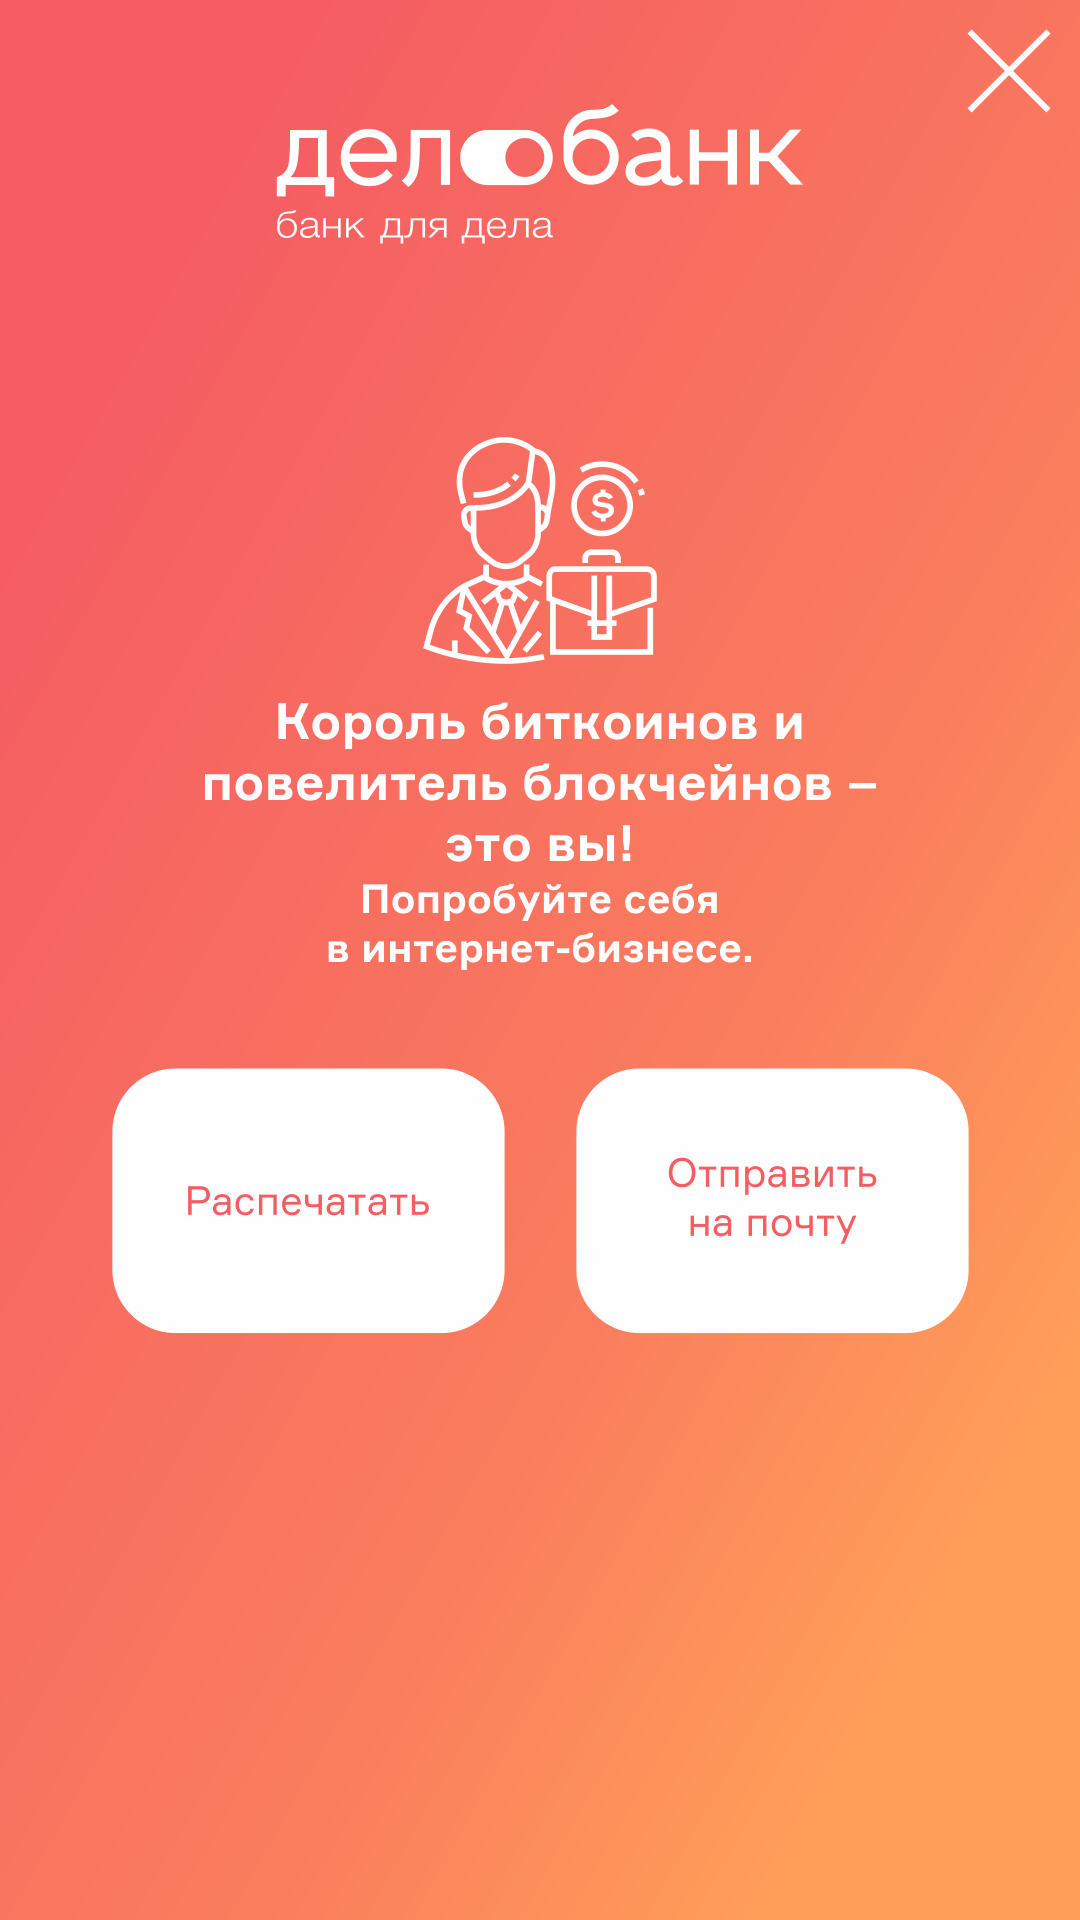 делобанк
банк для дела
$
Король биткоинов и
повелитель блокчейнов –
это вы!
Попробуйте себя
в интернет-бизнесе.
Распечатать
Отправить
на почту